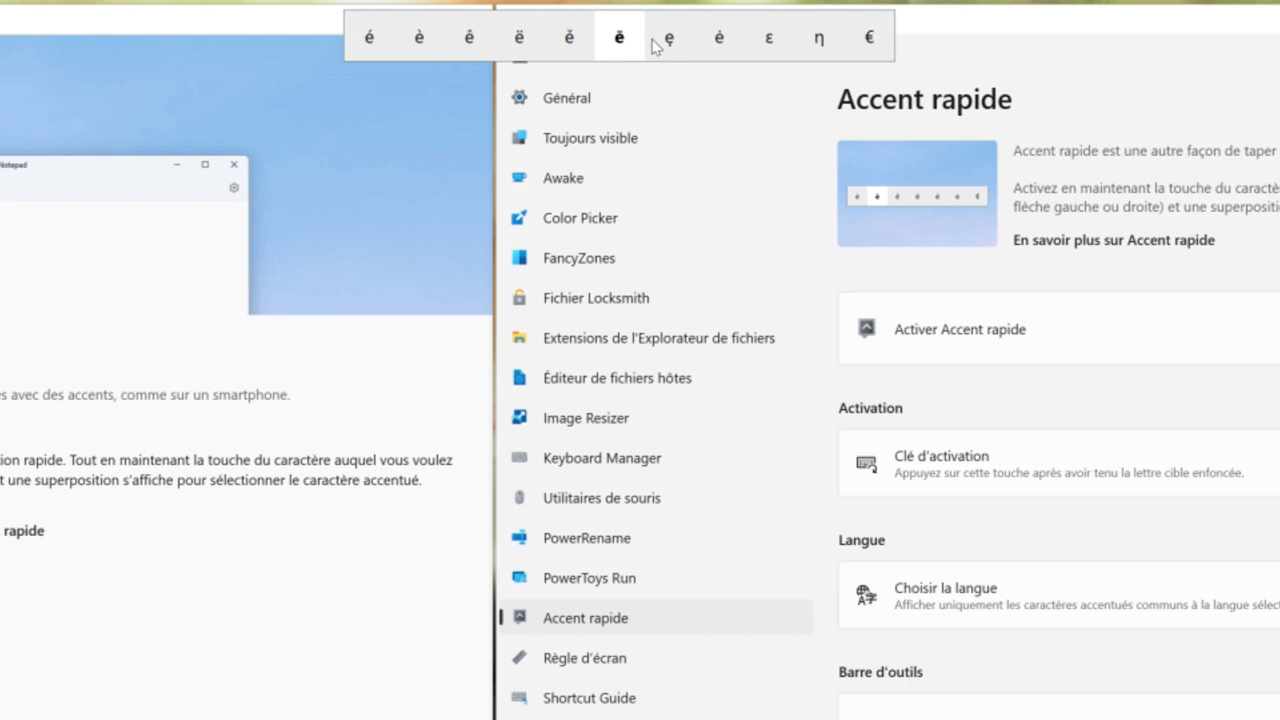 é è ê ë ě ē ę ė ε η €
Notepad
s avec des accents, comme sur un smartphone.
ion rapide. Tout en maintenant la touche du caractère auquel vous voulez
t une superposition s'affiche pour sélectionner le caractère accentué.
rapide
Général
Toujours visible
Awake
Color Picker
FancyZones
Fichier Locksmith
Extensions de l'Explorateur de fichiers
Éditeur de fichiers hôtes
Image Resizer
Keyboard Manager
Utilitaires de souris
PowerRename
PowerToys Run
Accent rapide
Règle d'écran
Shortcut Guide
Accent rapide
Accent rapide est une autre façon de taper
Activez en maintenant la touche du caractè
flèche gauche ou droite) et une superpositi
En savoir plus sur Accent rapide
Activer Accent rapide
Activation
Clé d'activation
Appuyez sur cette touche après avoir tenu la lettre cible enfoncée.
Langue
Choisir la langue
Afficher uniquement les caractères accentués communs à la langue sélect
Barre d'outils